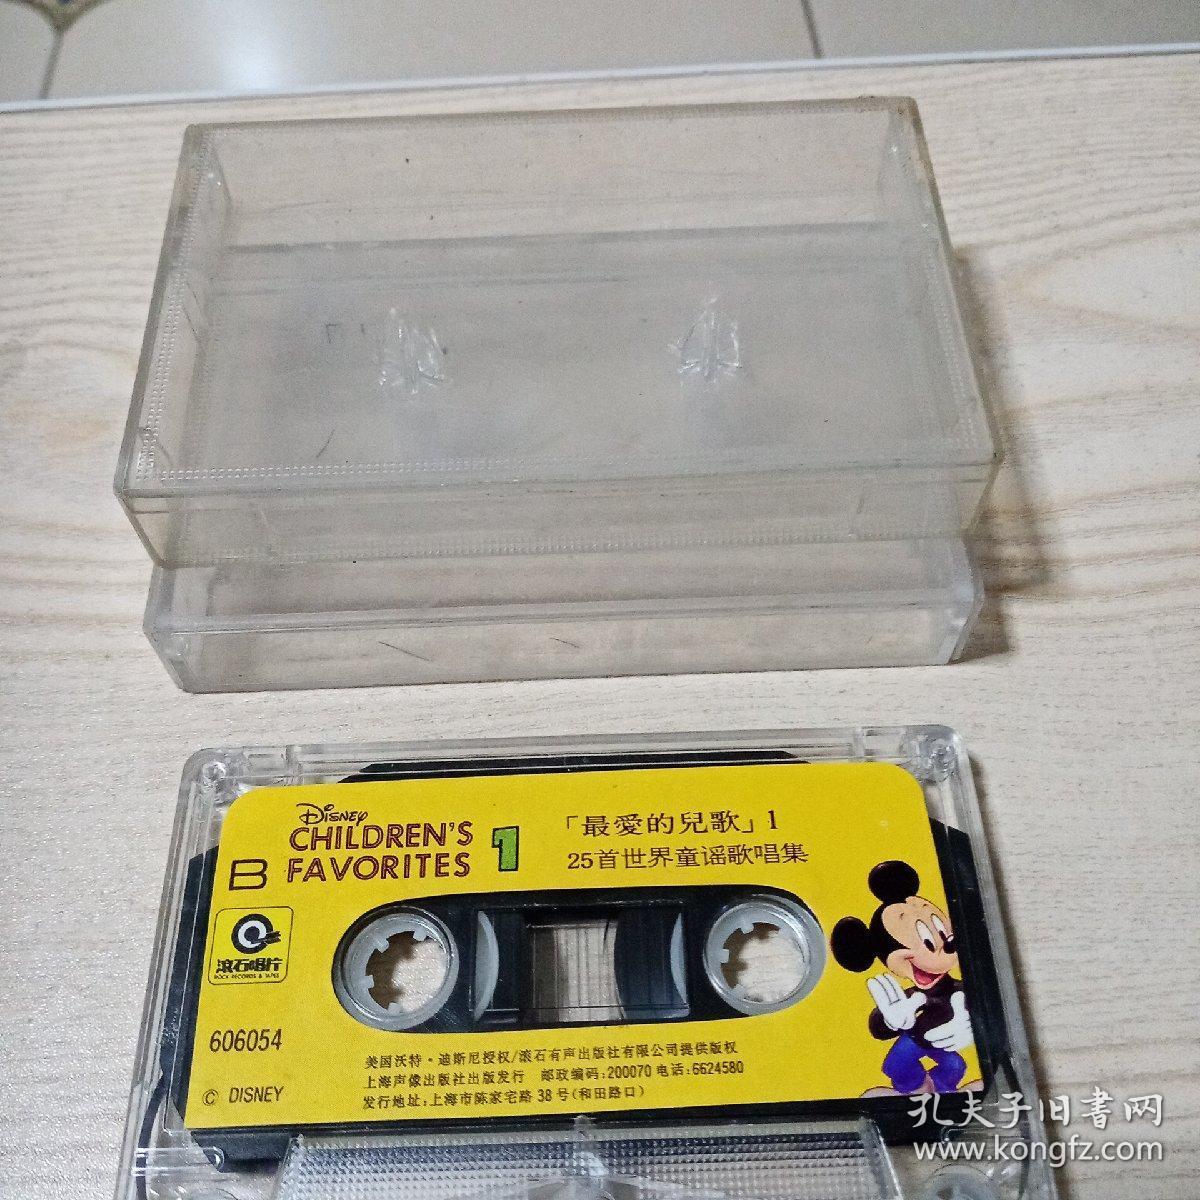 DISNEY
CHILDREN'S
FAVORITES 1
「最愛的兒歌」1
25首世界童谣歌唱集
B
滾石唱片
ROCK RECORDS & TAPES
606054
© DISNEY
美国沃特·迪斯尼授权/滚石有声出版社有限公司提供版权
上海声像出版社出版发行 邮政编码:200070 电话:6624580
发行地址:上海市陈家宅路38号(和田路口)
孔夫子旧書网
www.kongfz.com